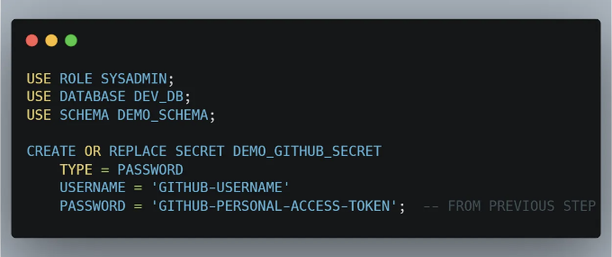 USE ROLE SYSADMIN;
USE DATABASE DEV_DB;
USE SCHEMA DEMO_SCHEMA;
CREATE OR REPLACE SECRET DEMO_GITHUB_SECRET
TYPE = PASSWORD
USERNAME = 'GITHUB-USERNAME'
PASSWORD = 'GITHUB-PERSONAL-ACCESS-TOKEN'; -- FROM PREVIOUS STEP